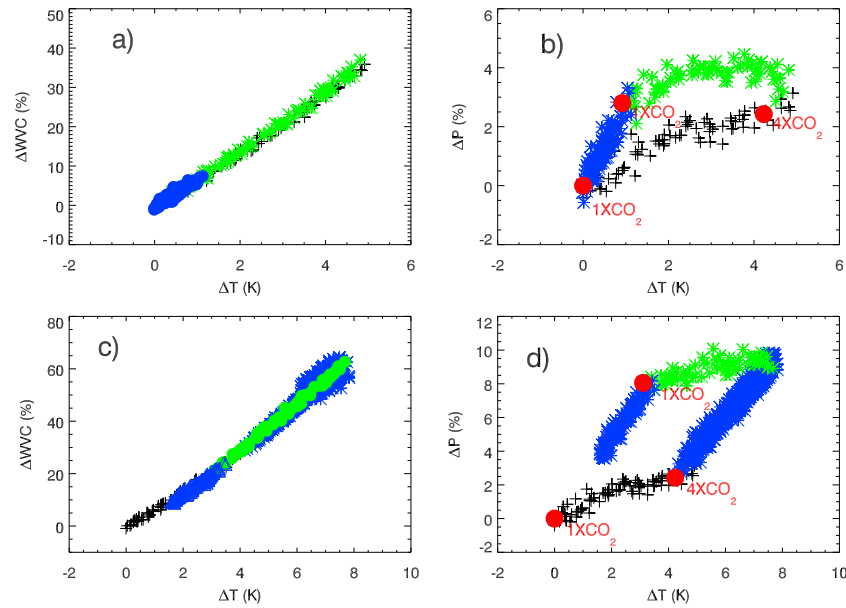 a)
ΔWVC (%)
50
40
30
20
10
0
-10
-2 0 2 4 6
ΔT (K)
b)
ΔP (%)
6
4
2
0
-2
1XCO₂
4XCO₂
1XCO₂
-2 0 2 4 6
ΔT (K)
c)
ΔWVC (%)
80
60
40
20
0
-2 0 2 4 6 8 10
ΔT (K)
d)
ΔP (%)
12
10
8
6
4
2
0
-2
1XCO₂
4XCO₂
1XCO₂
-2 0 2 4 6 8 10
ΔT (K)